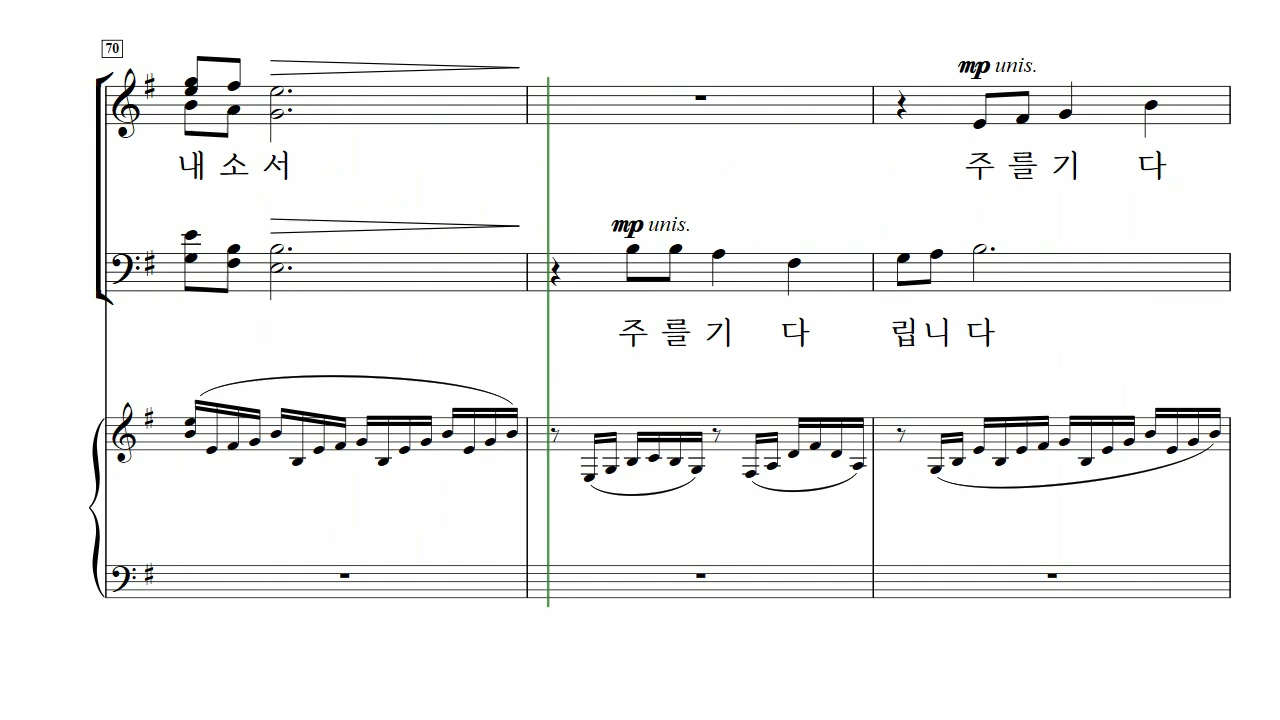 70
mp unis.
내 소 서 주 를 기 다
mp unis.
주 를 기 다 립 니 다